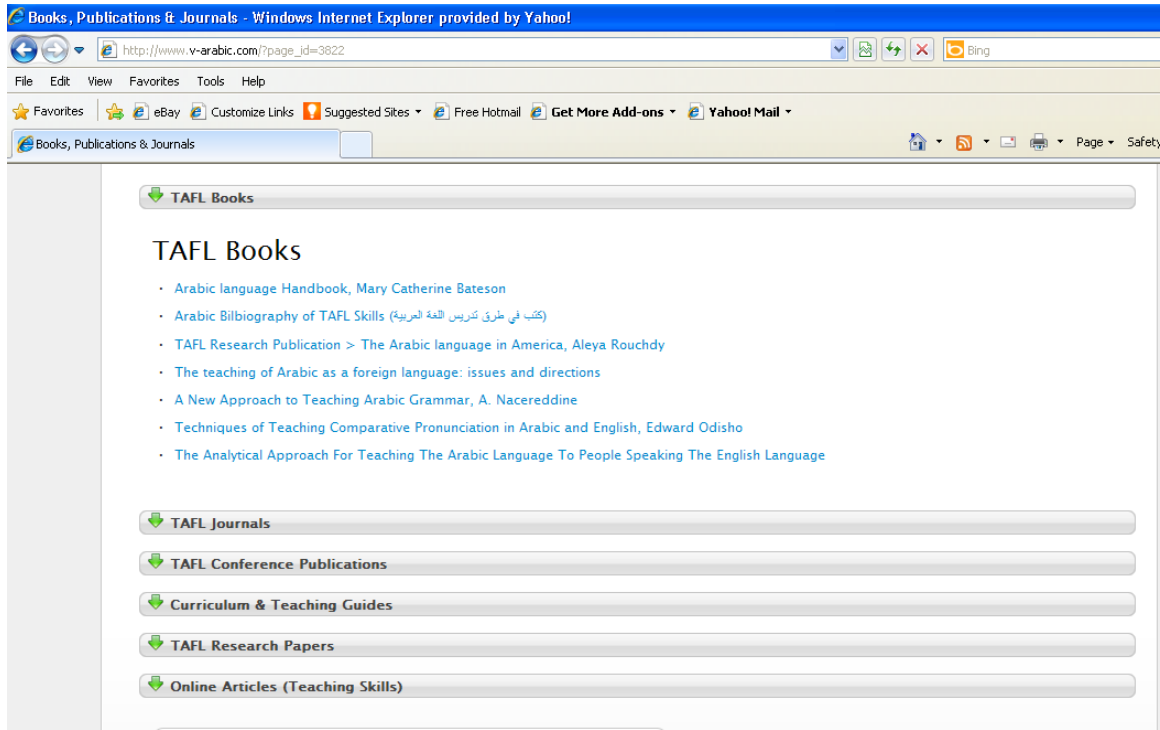 Books, Publications & Journals - Windows Internet Explorer provided by Yahoo!
http://www.v-arabic.com/?page_id=3822 Bing
File Edit View Favorites Tools Help
Favorites eBay Customize Links Suggested Sites Free Hotmail Get More Add-ons Yahoo! Mail
Books, Publications & Journals Page Safety
TAFL Books
TAFL Books
· Arabic language Handbook, Mary Catherine Bateson
· Arabic Bilbiography of TAFL Skills (كتب في طرق تدريس اللغة العربية)
· TAFL Research Publication > The Arabic language in America, Aleya Rouchdy
· The teaching of Arabic as a foreign language: issues and directions
· A New Approach to Teaching Arabic Grammar, A. Nacereddine
· Techniques of Teaching Comparative Pronunciation in Arabic and English, Edward Odisho
· The Analytical Approach For Teaching The Arabic Language To People Speaking The English Language
TAFL Journals
TAFL Conference Publications
Curriculum & Teaching Guides
TAFL Research Papers
Online Articles (Teaching Skills)